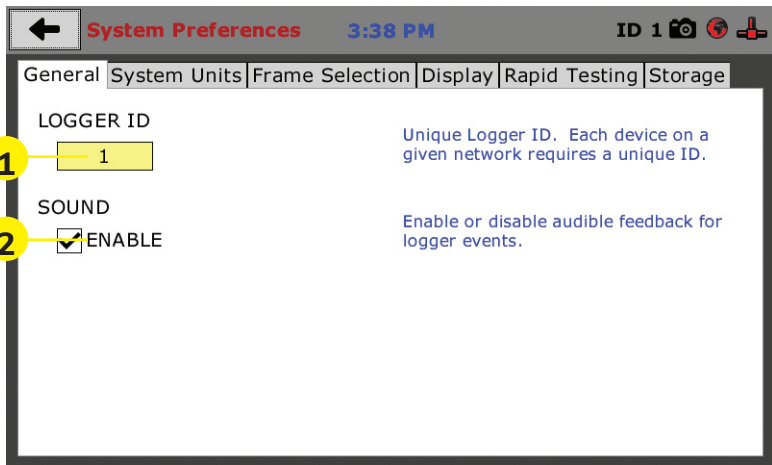 System Preferences 3:38 PM ID 1
General System Units Frame Selection Display Rapid Testing Storage
LOGGER ID
1
1
Unique Logger ID. Each device on a
given network requires a unique ID.
SOUND
2
ENABLE
Enable or disable audible feedback for
logger events.